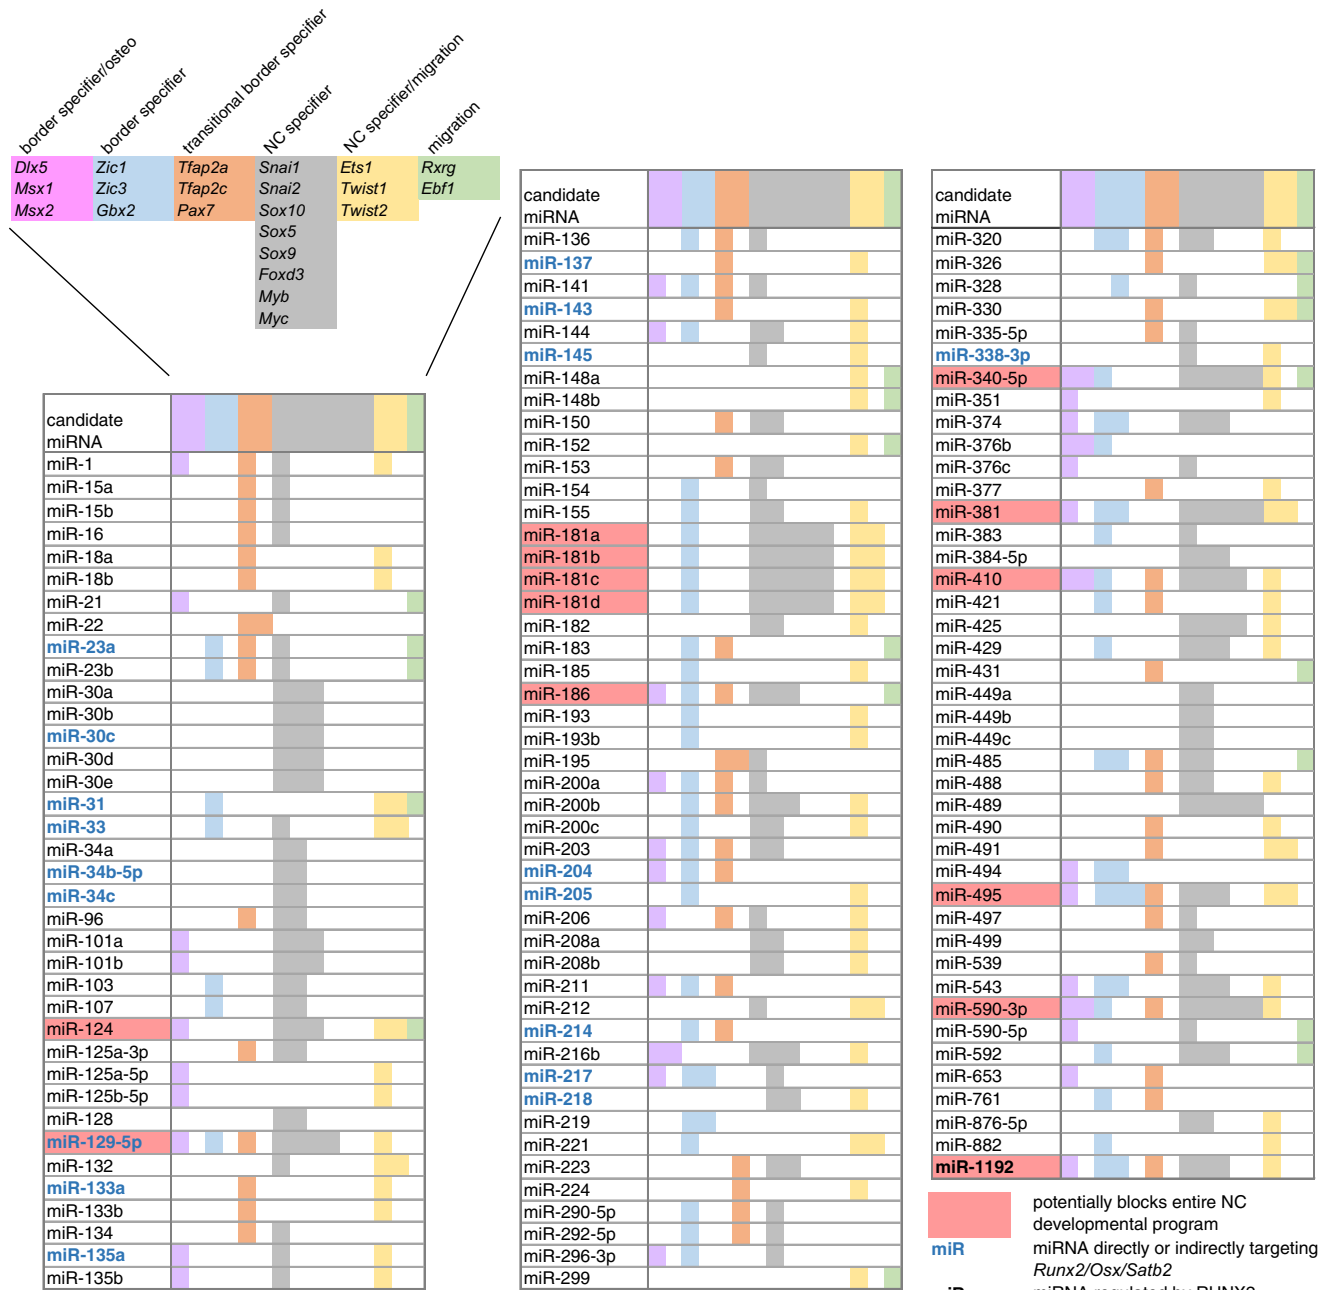 border specifier/osteo
border specifier
transitional border specifier
NC specifier
NC specifier/migration
migration
Dlx5 Zic1 Tfap2a Snai1 Ets1 Rxrg
Msx1 Zic3 Tfap2c Snai2 Twist1 Ebf1
Msx2 Gbx2 Pax7 Sox10 Twist2
Sox5
Sox9
Foxd3
Myb
Myc
candidate
miRNA
miR-1
miR-15a
miR-15b
miR-16
miR-18a
miR-18b
miR-21
miR-22
miR-23a
miR-23b
miR-30a
miR-30b
miR-30c
miR-30d
miR-30e
miR-31
miR-33
miR-34a
miR-34b-5p
miR-34c
miR-96
miR-101a
miR-101b
miR-103
miR-107
miR-124
miR-125a-3p
miR-125a-5p
miR-125b-5p
miR-128
miR-129-5p
miR-132
miR-133a
miR-133b
miR-134
miR-135a
miR-135b
candidate
miRNA
miR-136
miR-137
miR-141
miR-143
miR-144
miR-145
miR-148a
miR-148b
miR-150
miR-152
miR-153
miR-154
miR-155
miR-181a
miR-181b
miR-181c
miR-181d
miR-182
miR-183
miR-185
miR-186
miR-193
miR-193b
miR-195
miR-200a
miR-200b
miR-200c
miR-203
miR-204
miR-205
miR-206
miR-208a
miR-208b
miR-211
miR-212
miR-214
miR-216b
miR-217
miR-218
miR-219
miR-221
miR-223
miR-224
miR-290-5p
miR-292-5p
miR-296-3p
miR-299
candidate
miRNA
miR-320
miR-326
miR-328
miR-330
miR-335-5p
miR-338-3p
miR-340-5p
miR-351
miR-374
miR-376b
miR-376c
miR-377
miR-381
miR-383
miR-384-5p
miR-410
miR-421
miR-425
miR-429
miR-431
miR-449a
miR-449b
miR-449c
miR-485
miR-488
miR-489
miR-490
miR-491
miR-494
miR-495
miR-497
miR-499
miR-539
miR-543
miR-590-3p
miR-590-5p
miR-592
miR-653
miR-761
miR-876-5p
miR-882
miR-1192
potentially blocks entire NC
developmental program
miR miRNA directly or indirectly targeting
Runx2/Osx/Satb2